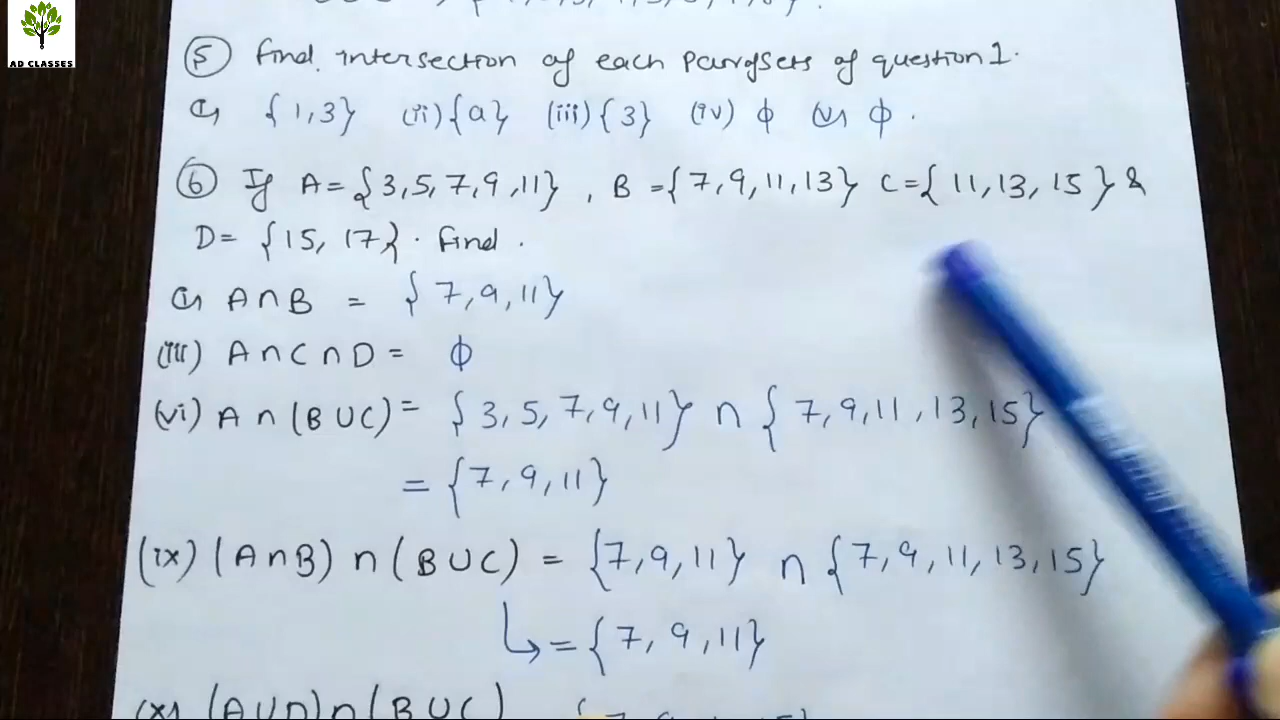 AD CLASSES
⑤ Find intersection of each pair of sets of question 1.
(i) {1,3} (ii) {a} (iii) {3} (iv) ϕ (v) ϕ.
⑥ If A = {3,5,7,9,11}, B = {7,9,11,13} C = {11,13,15} &
D = {15, 17}. Find.
(i) A∩B = {7,9,11}
(iii) A∩C∩D = ϕ
(vi) A∩(B∪C) = {3,5,7,9,11} ∩ {7,9,11,13,15}
= {7,9,11}
(ix) (A∩B)∩(B∪C) = {7,9,11} ∩ {7,9,11,13,15}
↳ = {7,9,11}
(x) (A∪D)∩(B∪C)